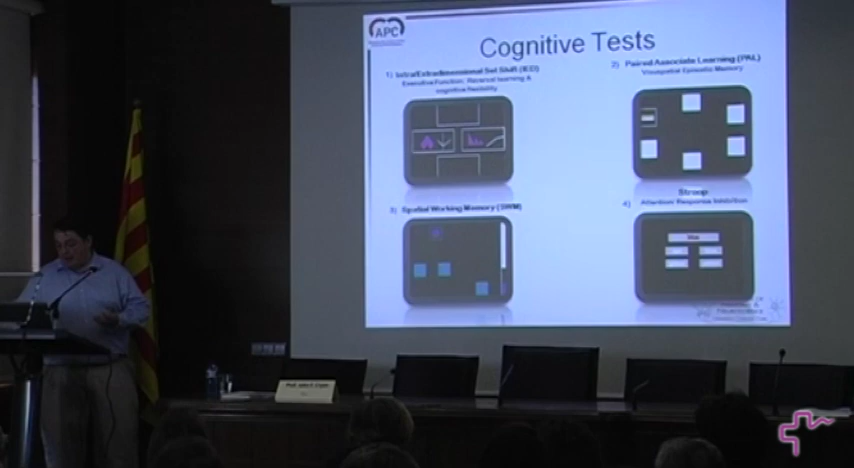 APC
Cognitive Tests
1) Intra/Extradimensional Set Shift (IED)
Executive Function: Reversal learning &
cognitive flexibility
2) Paired Associate Learning (PAL)
Visuospatial Episodic Memory
3) Spatial Working Memory (SWM)
Stroop
4) Attention/Response Inhibition